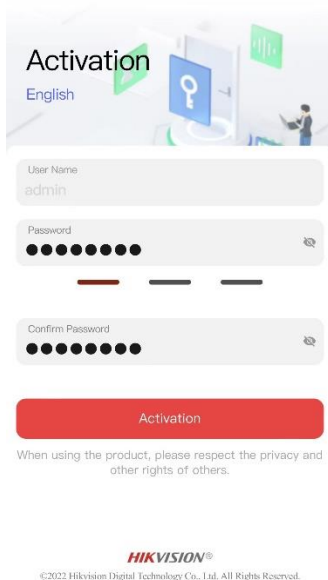 Activation
English
User Name
admin
Password
Confirm Password
Activation
When using the product, please respect the privacy and
other rights of others.
HIKVISION®
©2022 Hikvision Digital Technology Co., Ltd. All Rights Reserved.